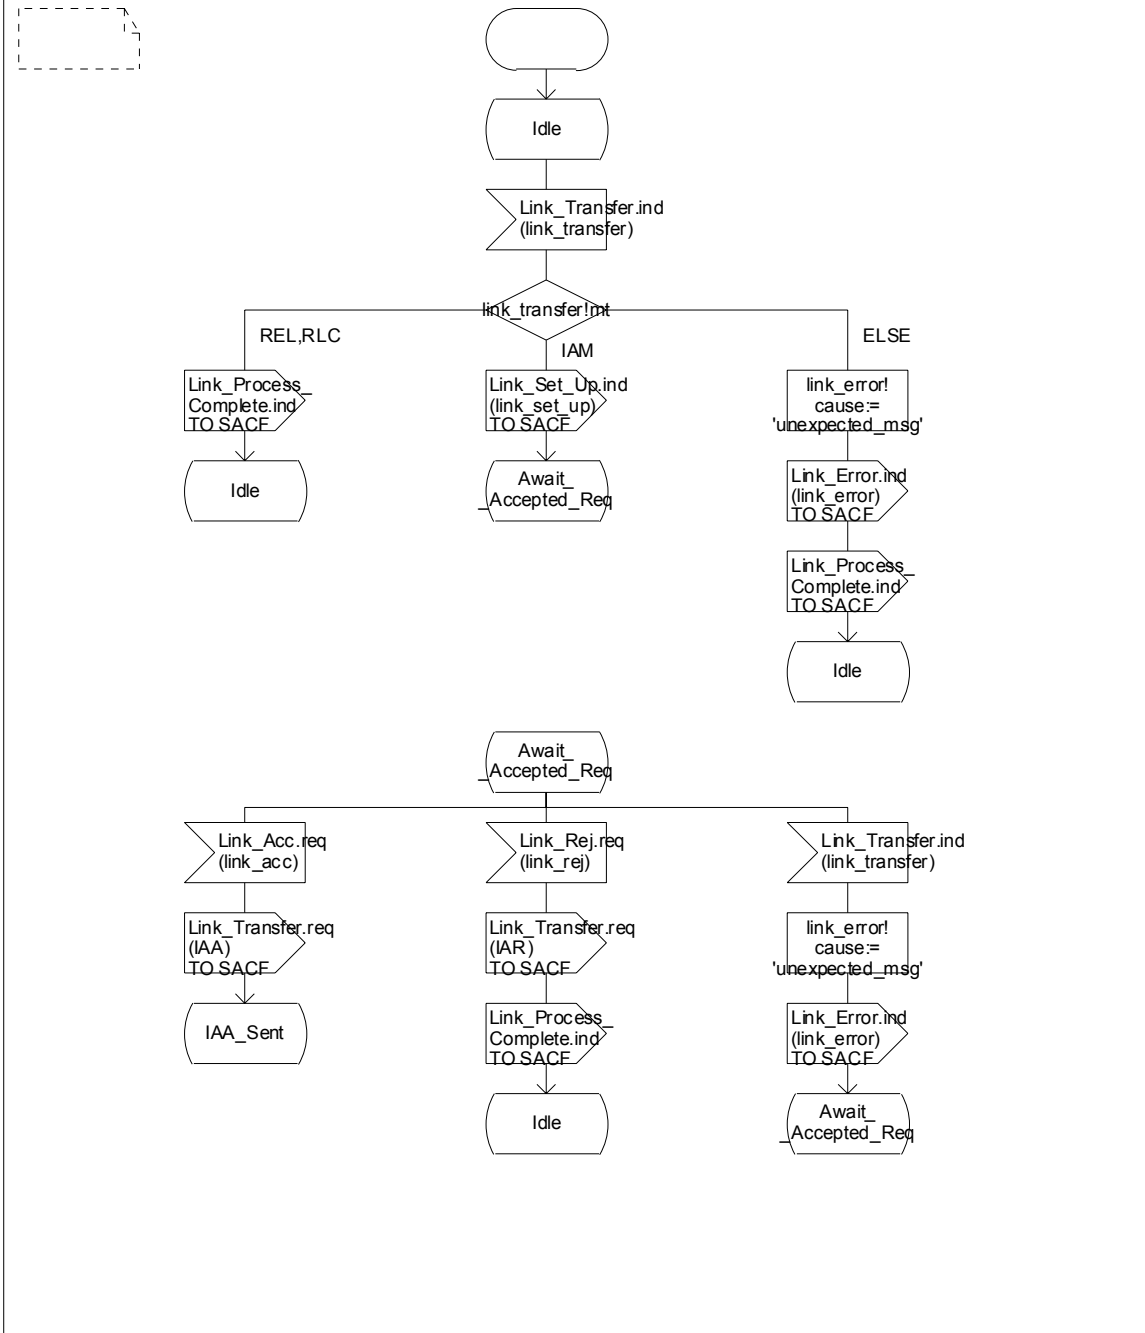 Idle
Link_Transfer.ind
(link_transfer)
link_transfer!mt
REL,RLC
IAM
ELSE
Link_Process_
Complete.ind
TO SACF
Idle
Link_Set_Up.ind
(link_set_up)
TO SACF
Await_
_Accepted_Req
link_error!
cause:=
'unexpected_msg'
Link_Error.ind
(link_error)
TO SACF
Link_Process_
Complete.ind
TO SACF
Idle
Await_
_Accepted_Req
Link_Acc.req
(link_acc)
Link_Transfer.req
(IAA)
TO SACF
IAA_Sent
Link_Rej.req
(link_rej)
Link_Transfer.req
(IAR)
TO SACF
Link_Process_
Complete.ind
TO SACF
Idle
Link_Transfer.ind
(link_transfer)
link_error!
cause:=
'unexpected_msg'
Link_Error.ind
(link_error)
TO SACF
Await_
_Accepted_Req